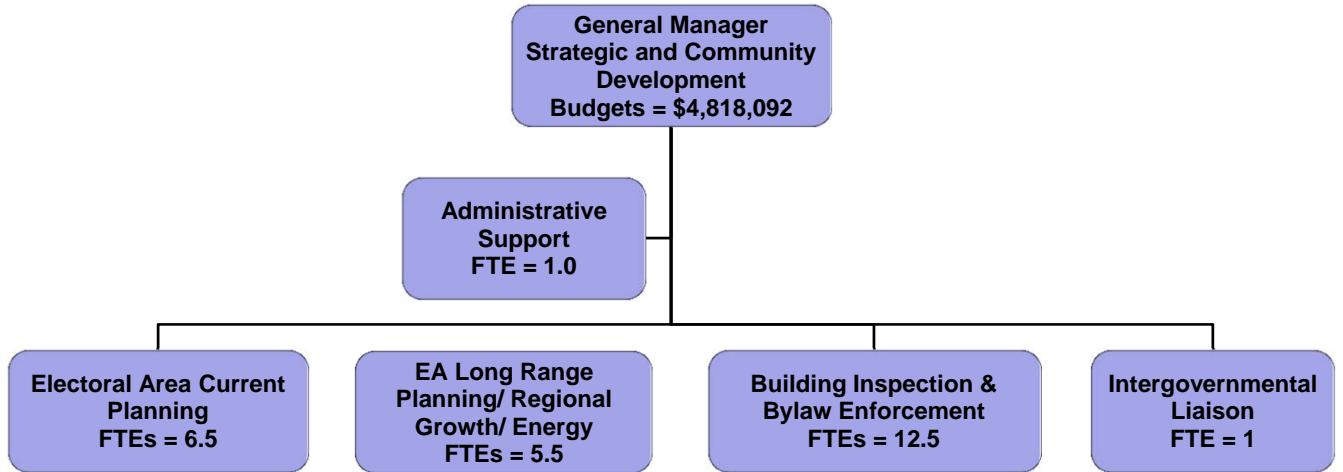 General Manager
Strategic and Community
Development
Budgets = $4,818,092
Administrative
Support
FTE = 1.0
Electoral Area Current
Planning
FTEs = 6.5
EA Long Range
Planning/ Regional
Growth/ Energy
FTEs = 5.5
Building Inspection &
Bylaw Enforcement
FTEs = 12.5
Intergovernmental
Liaison
FTE = 1